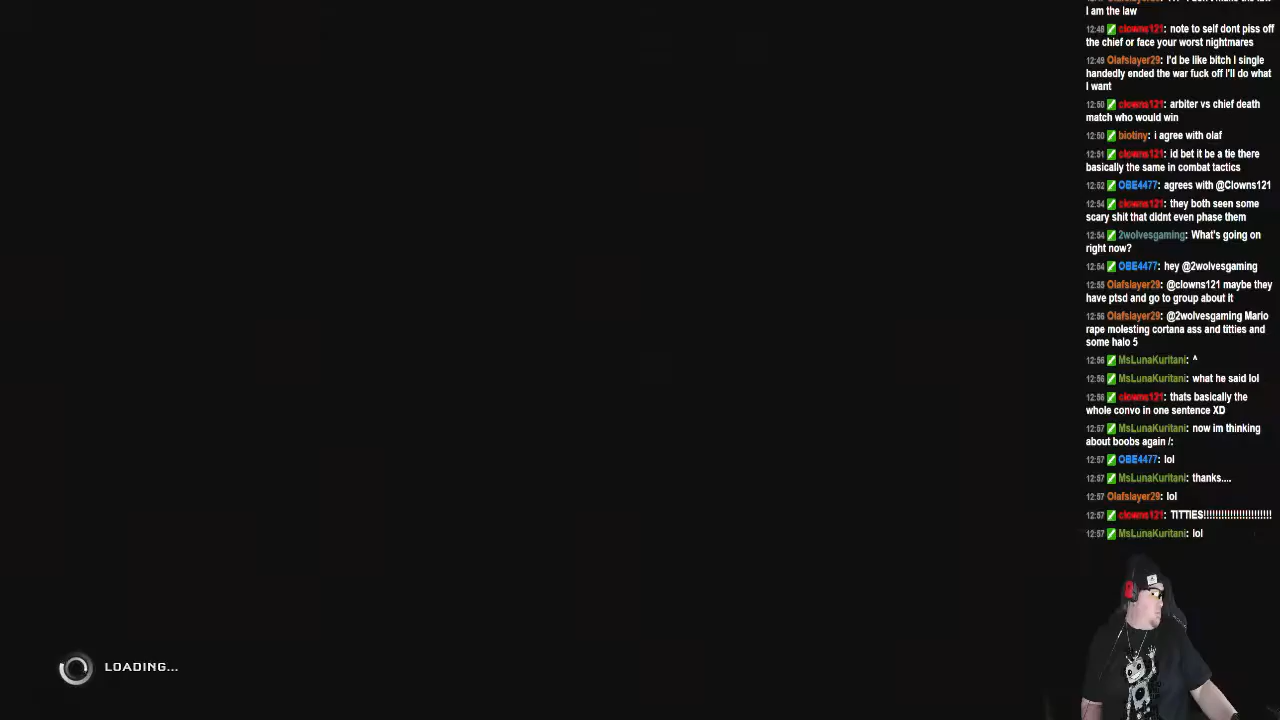 I am the law
12:48 clowns121: note to self dont piss off
the chief or face your worst nightmares
12:49 Olafslayer29: I'd be like bitch I single
handedly ended the war fuck off I'll do what
I want
12:50 clowns121: arbiter vs chief death
match who would win
12:50 biotiny: i agree with olaf
12:51 clowns121: id bet it be a tie there
basically the same in combat tactics
12:52 OBE4477: agrees with @Clowns121
12:54 clowns121: they both seen some
scary shit that didnt even phase them
12:54 2wolvesgaming: What's going on
right now?
12:54 OBE4477: hey @2wolvesgaming
12:55 Olafslayer29: @clowns121 maybe they
have ptsd and go to group about it
12:56 Olafslayer29: @2wolvesgaming Mario
rape molesting cortana ass and titties and
some halo 5
12:56 MsLunaKuritani: ^
12:56 MsLunaKuritani: what he said lol
12:56 clowns121: thats basically the
whole convo in one sentence XD
12:57 MsLunaKuritani: now im thinking
about boobs again /:
12:57 OBE4477: lol
12:57 MsLunaKuritani: thanks....
12:57 Olafslayer29: lol
12:57 clowns121: TITTIES!!!!!!!!!!!!!!!!!!!!!!!
12:57 MsLunaKuritani: lol
LOADING...